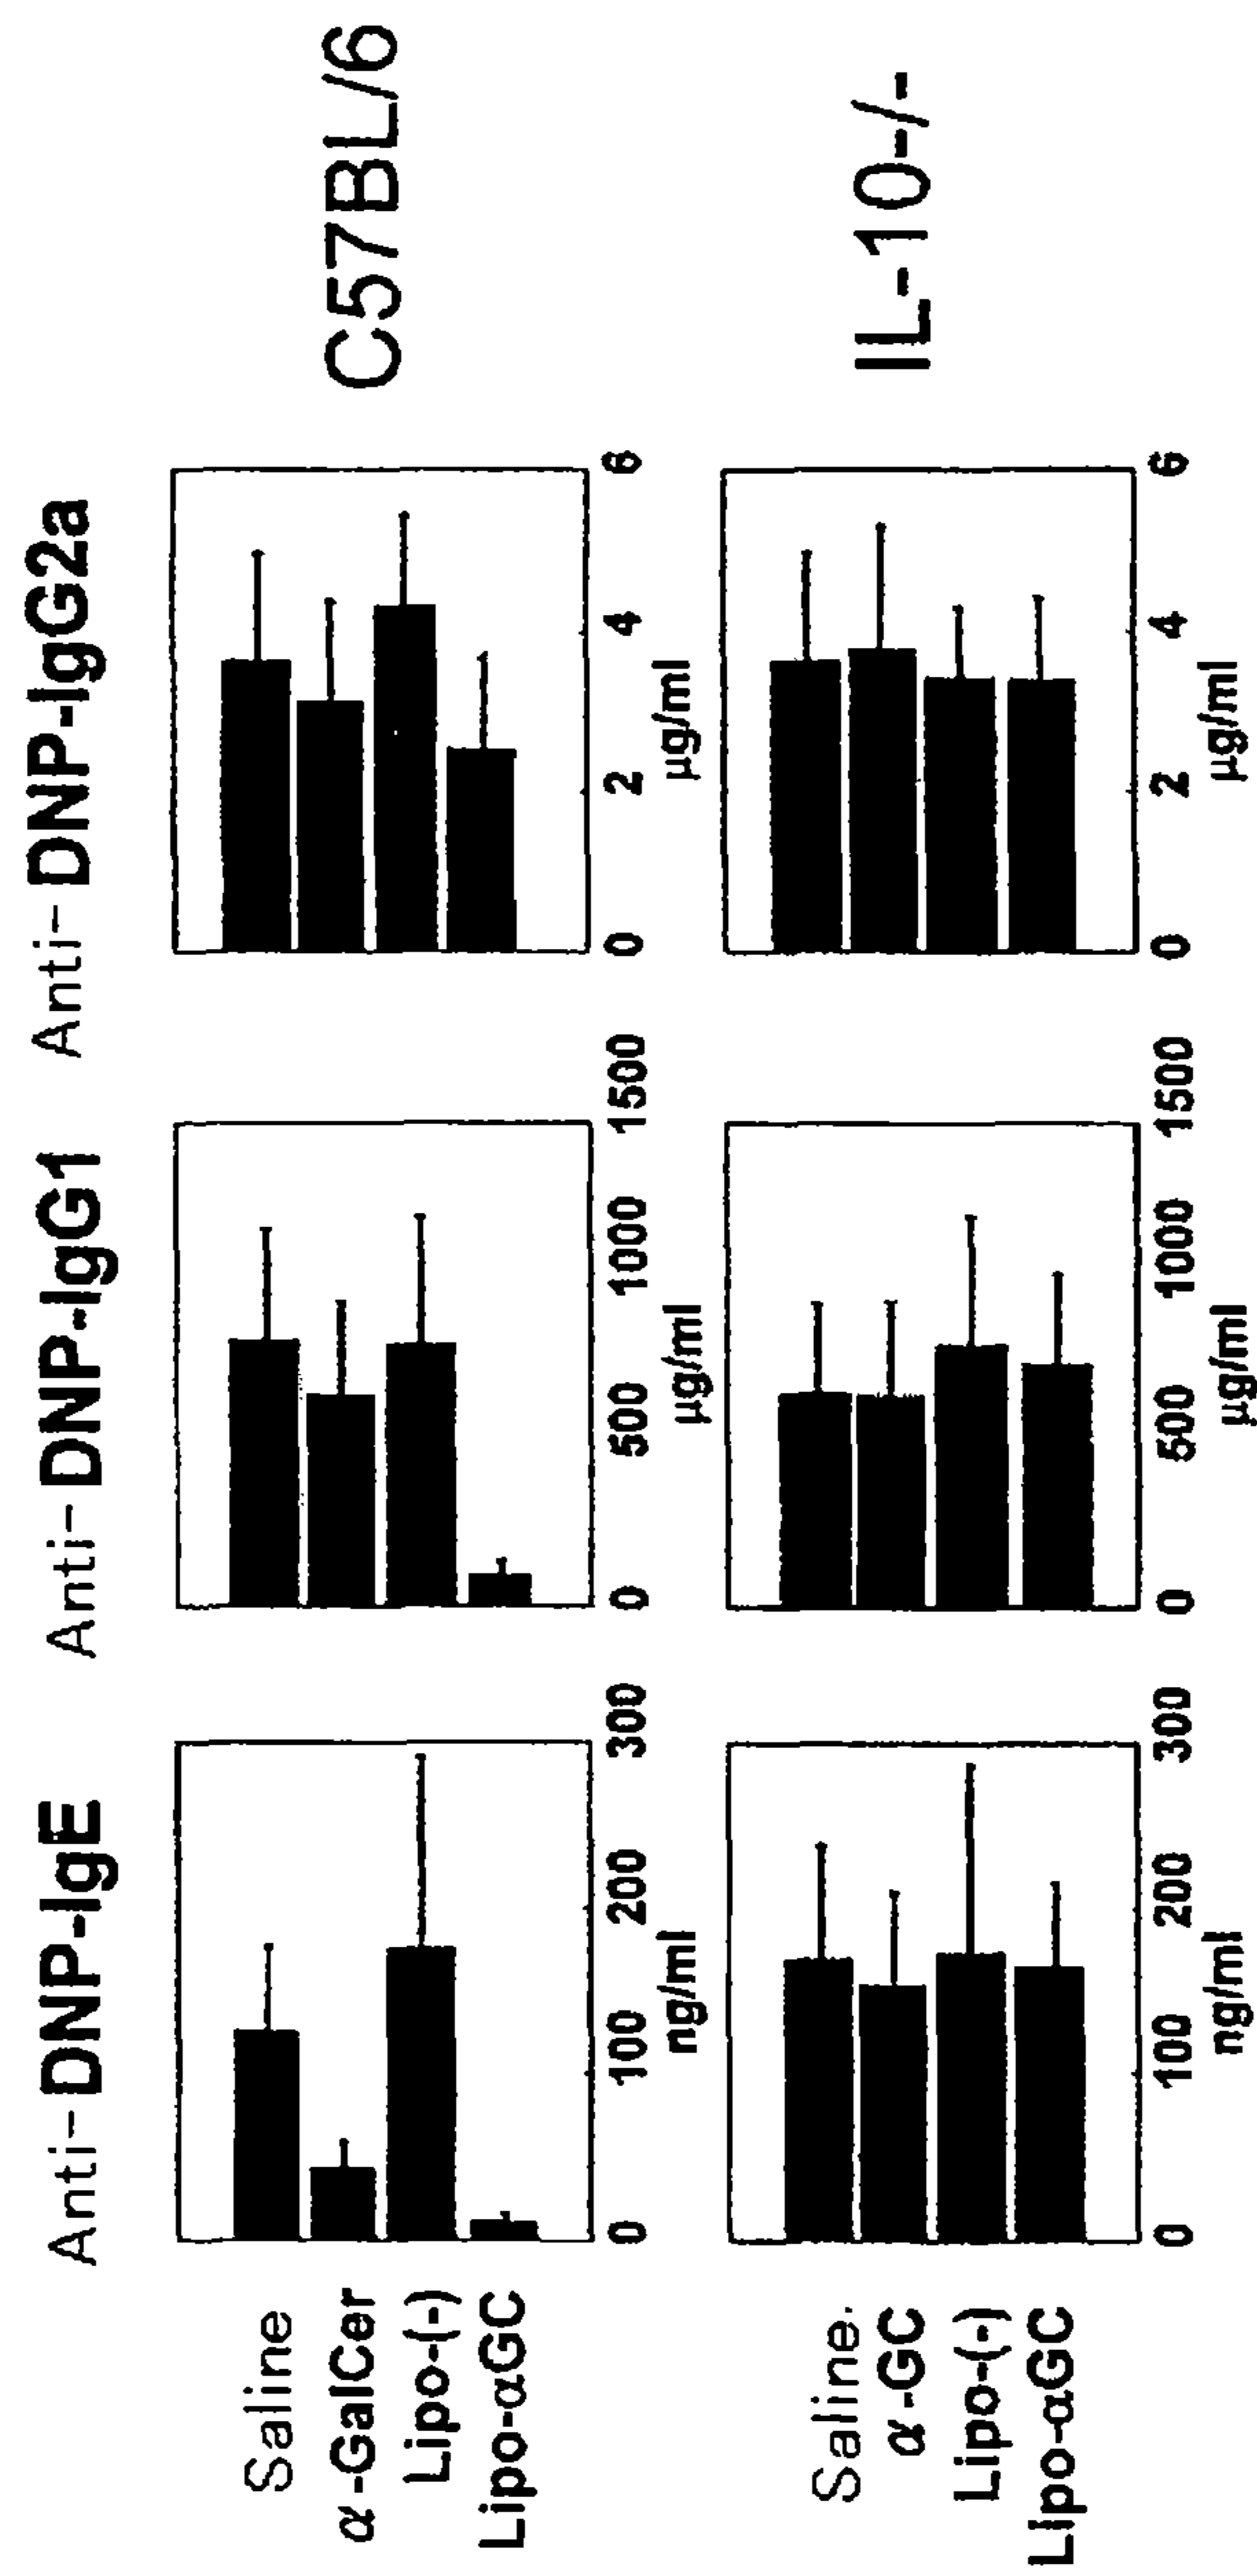 Anti- DNP-IgE
Anti- DNP-IgG1
Anti- DNP-IgG2a
Saline
α-GalCer
Lipo-(-)
Lipo-αGC
0 100 200 300
ng/ml
0 500 1000 1500
µg/ml
0 2 4 6
µg/ml
C57BL/6
Saline.
α-GC
Lipo-(-)
Lipo-αGC
0 100 200 300
ng/ml
0 500 1000 1500
µg/ml
0 2 4 6
µg/ml
IL-10-/-